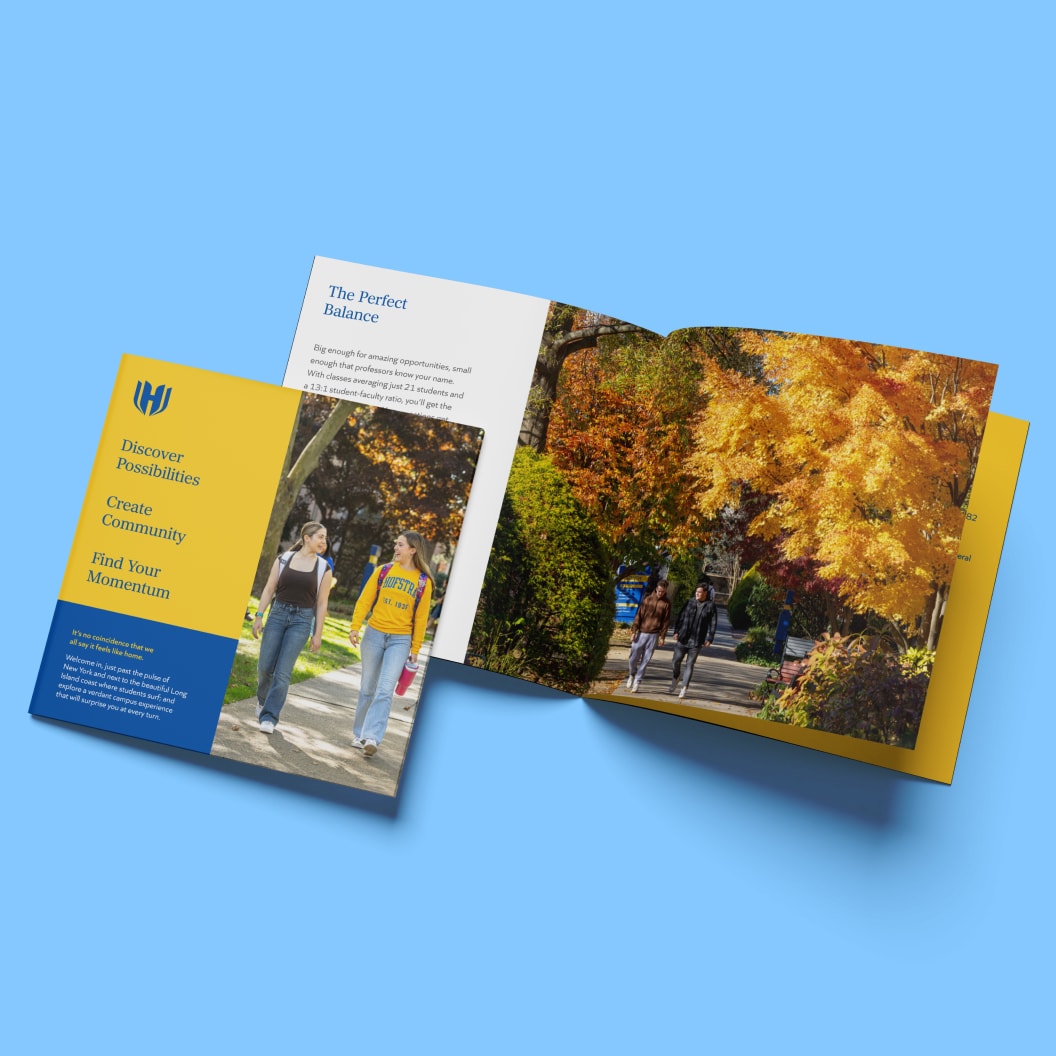 Discover
Possibilities
Create
Community
Find Your
Momentum
It's no coincidence that we
all say it feels like home.
Welcome in, just past the pulse of
New York and next to the beautiful Long
Island coast where students surf; and
explore a verdant campus experience
that will surprise you at every turn.
HOFSTRA
EST. 1935
The Perfect
Balance
Big enough for amazing opportunities, small
enough that professors know your name.
With classes averaging just 21 students and
a 13:1 student-faculty ratio, you'll get the
82
eral